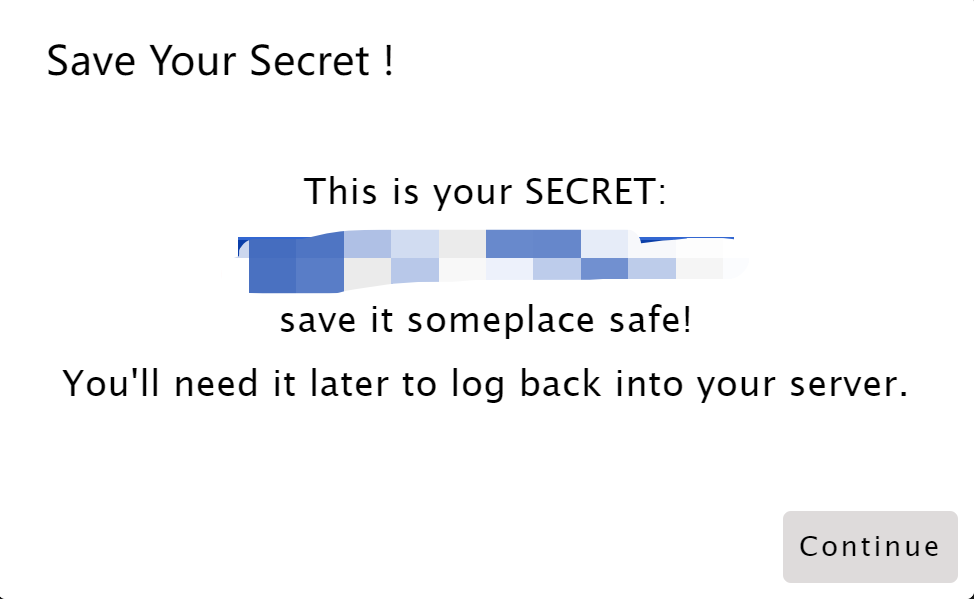 Save Your Secret !
This is your SECRET:
save it someplace safe!
You'll need it later to log back into your server.
Continue